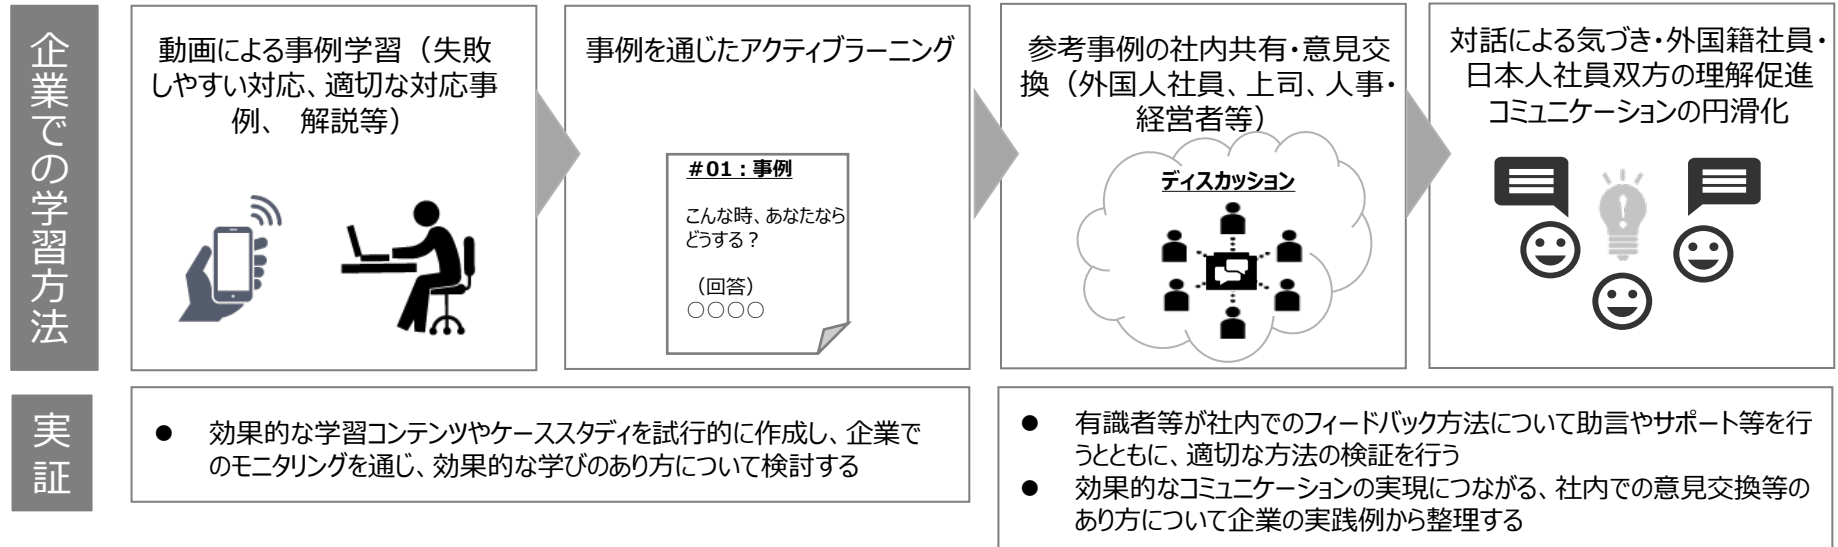 企業での学習方法
動画による事例学習（失敗
しやすい対応、適切な対応事
例、 解説等）
事例を通じたアクティブラーニング
#01：事例
こんな時、あなたなら
どうする？
（回答）
○○○○
参考事例の社内共有・意見交
換（外国人社員、上司、人事・
経営者等）
ディスカッション
対話による気づき・外国籍社員・
日本人社員双方の理解促進
コミュニケーションの円滑化
実証
● 効果的な学習コンテンツやケーススタディを試行的に作成し、企業で
のモニタリングを通じ、効果的な学びのあり方について検討する
● 有識者等が社内でのフィードバック方法について助言やサポート等を行
うとともに、適切な方法の検証を行う
● 効果的なコミュニケーションの実現につながる、社内での意見交換等の
あり方について企業の実践例から整理する